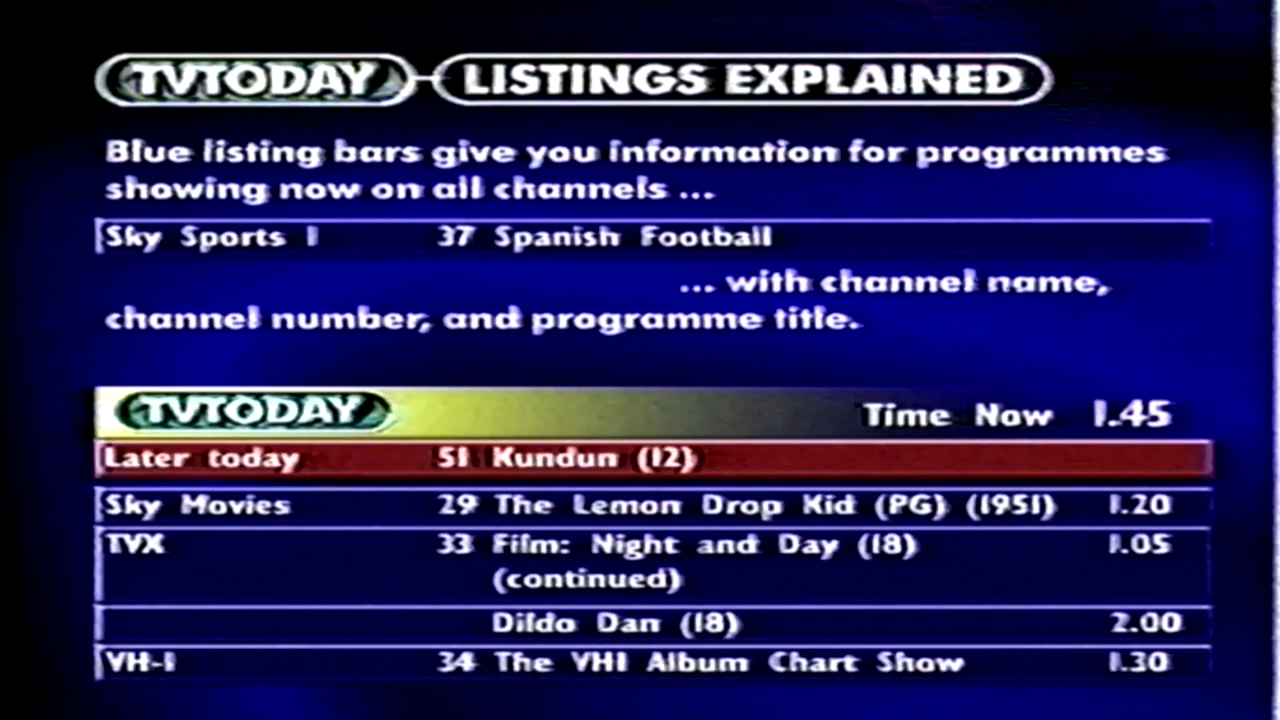 TVTODAY LISTINGS EXPLAINED
Blue listing bars give you information for programmes
showing now on all channels ...
Sky Sports 1 37 Spanish Football
... with channel name,
channel number, and programme title.
TVTODAY Time Now 1.45
Later today 51 Kundun (12)
Sky Movies 29 The Lemon Drop Kid (PG) (1951) 1.20
TVX 33 Film: Night and Day (18) 1.05
(continued)
Dildo Dan (18) 2.00
VH-1 34 The VH1 Album Chart Show 1.30